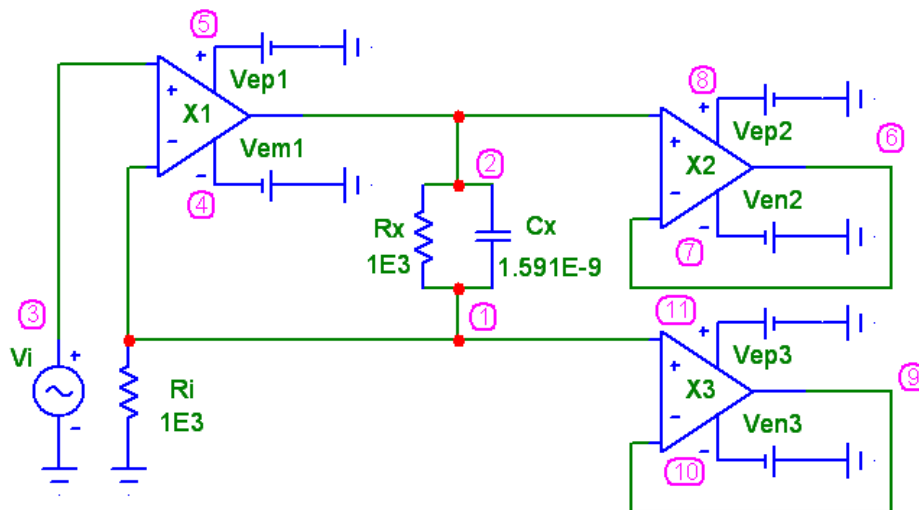 5
+
Vep1
+
X1
-
Vem1
-
4
8
+
Vep2
6
+
X2
-
Ven2
-
7
2
Rx
1E3
Cx
1.591E-9
3
1
11
Vi
+
-
Ri
1E3
+
Vep3
9
+
X3
-
Ven3
-
10